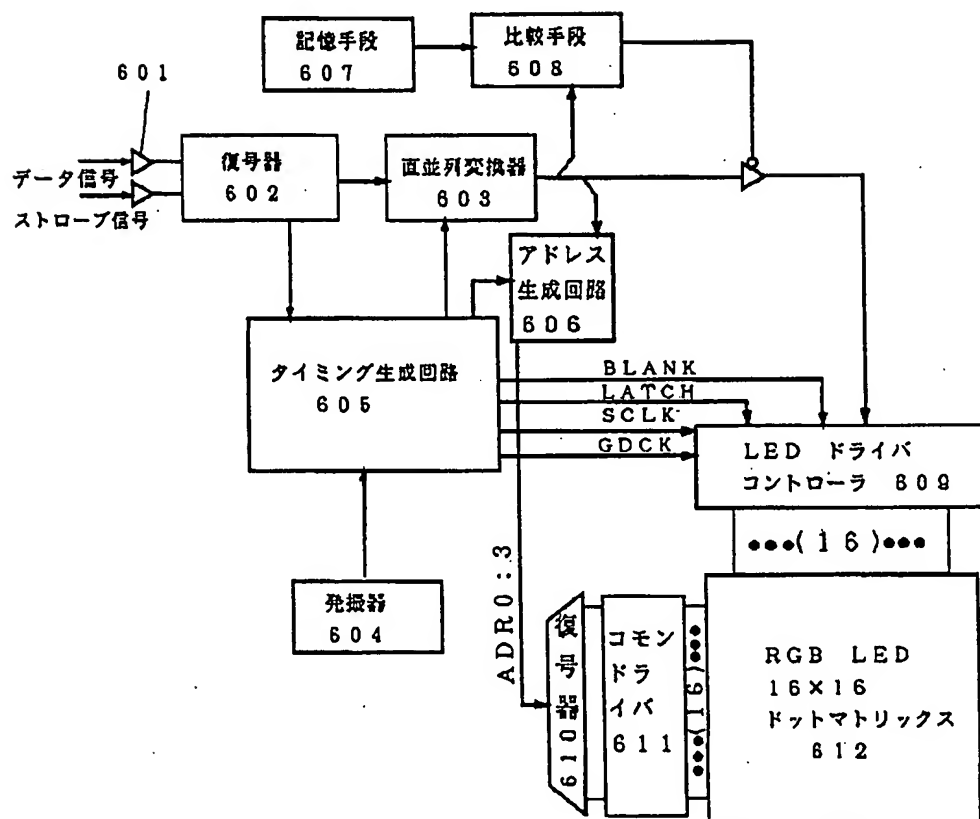 記憶手段
607
比較手段
608
601
データ信号
ストローブ信号
復号器
602
直並列変換器
603
アドレス
生成回路
606
タイミング生成回路
605
BLANK
LATCH
SCLK
GDCK
LED ドライバ
コントローラ 609
•••(16)•••
発振器
604
ADR0:3
復号器 610
コモン
ドラ
イバ
611
•••(16)•••
RGB LED
16×16
ドットマトリックス
612